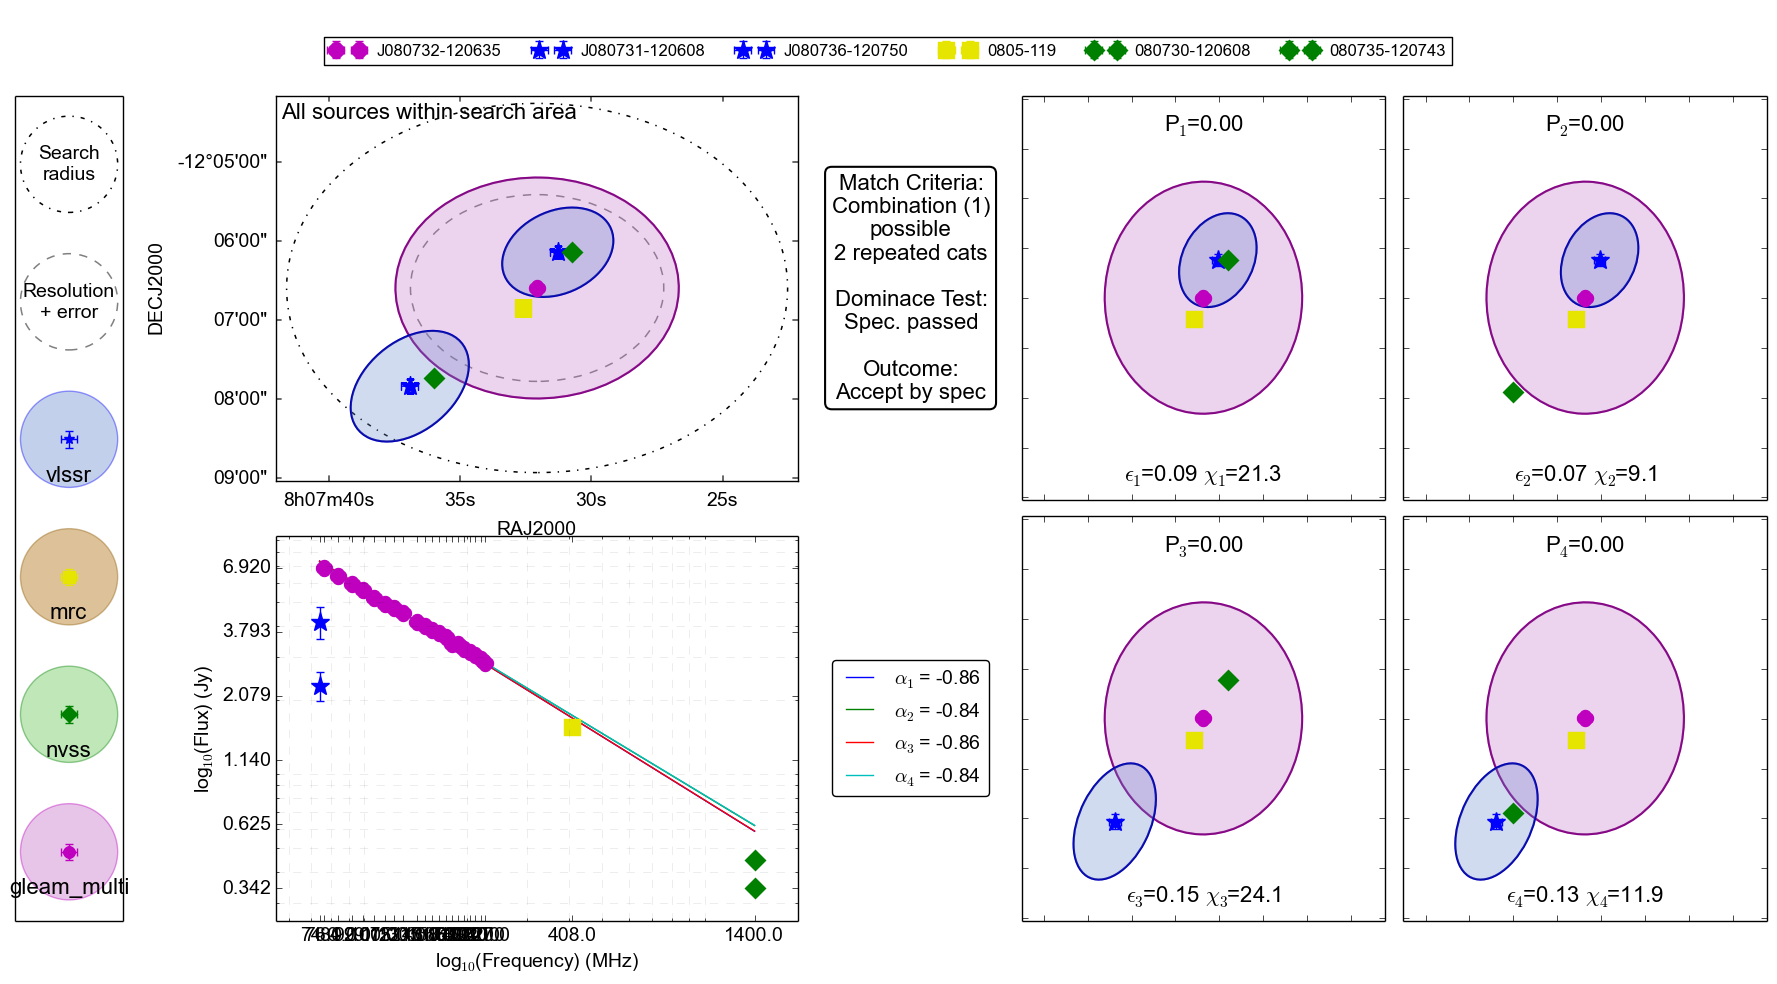 J080732-120635 J080731-120608 J080736-120750 0805-119 080730-120608 080735-120743
Search
radius
Resolution
+ error
vlssr
mrc
nvss
gleam_multi
All sources within search area
-12°05'00"
06'00"
07'00"
08'00"
09'00"
DECJ2000
8h07m40s 35s 30s 25s
RAJ2000
Match Criteria:
Combination (1)
possible
2 repeated cats
Dominace Test:
Spec. passed
Outcome:
Accept by spec
P1=0.00
ϵ1=0.09 χ1=21.3
P2=0.00
ϵ2=0.07 χ2=9.1
6.920
3.793
2.079
1.140
0.625
0.342
log10(Flux) (Jy)
408.0 1400.0
log10(Frequency) (MHz)
α1 = -0.86
α2 = -0.84
α3 = -0.86
α4 = -0.84
P3=0.00
ϵ3=0.15 χ3=24.1
P4=0.00
ϵ4=0.13 χ4=11.9